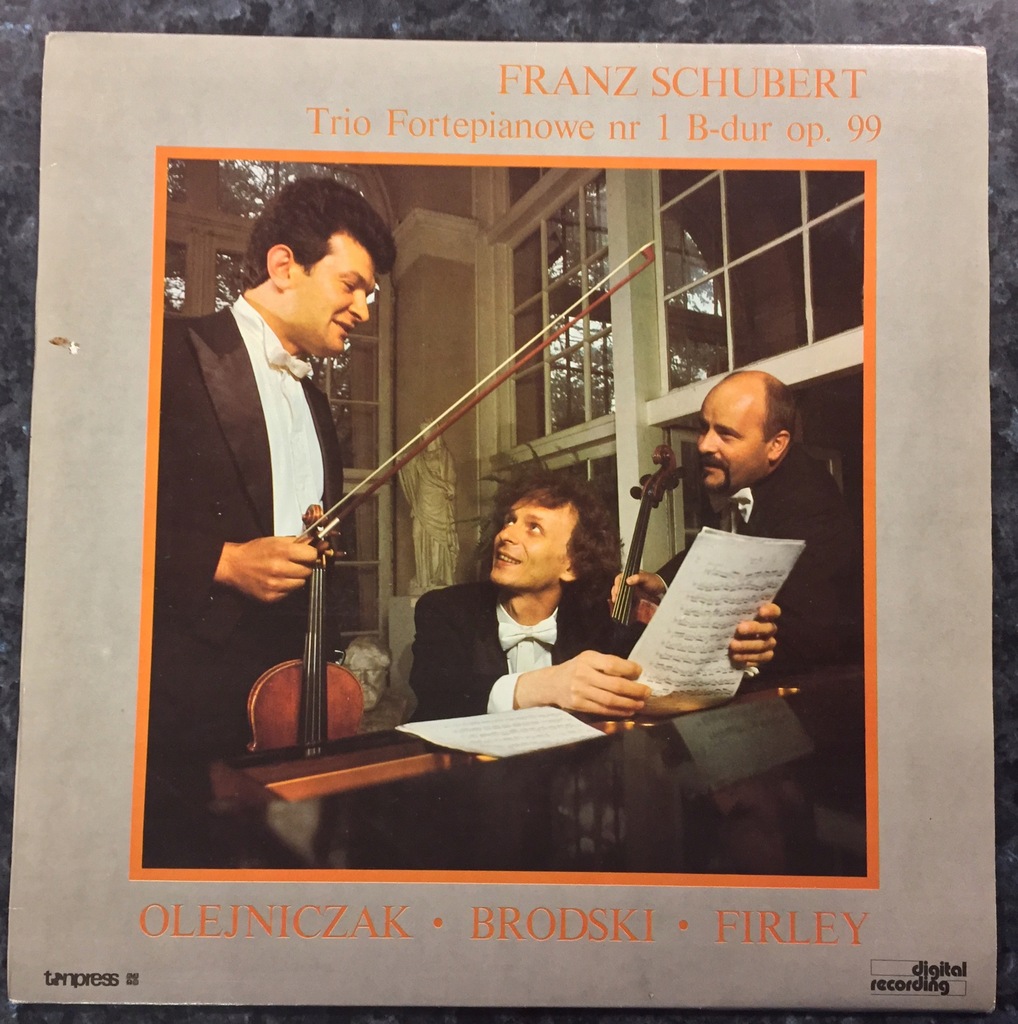 FRANZ SCHUBERT
Trio Fortepianowe nr 1 B-dur op. 99
OLEJNICZAK • BRODSKI • FIRLEY
tonpress
digital
recording